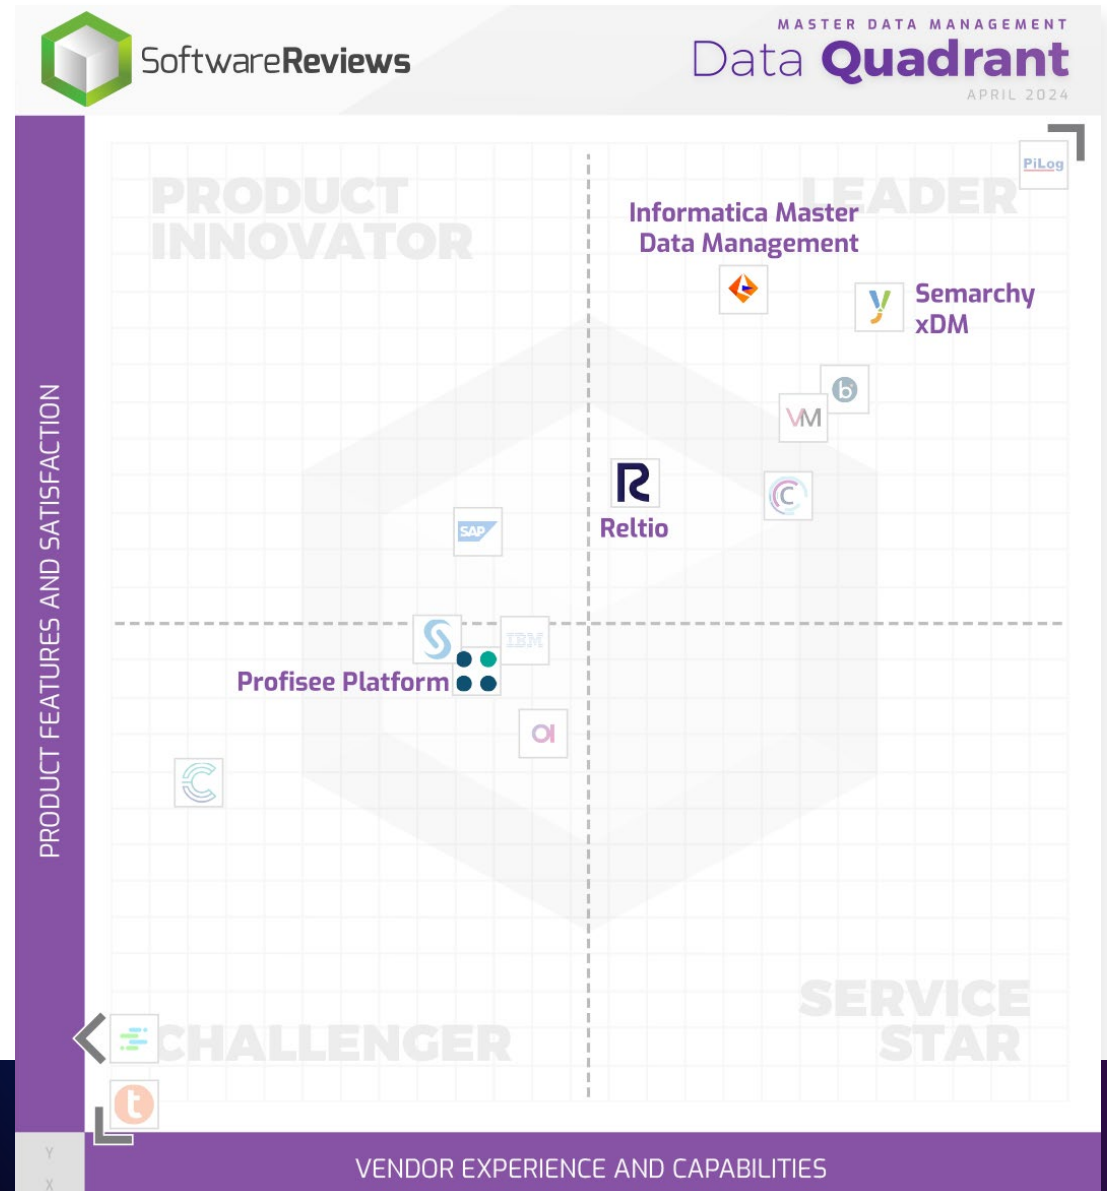 SoftwareReviews
MASTER DATA MANAGEMENT
Data Quadrant
APRIL 2024
PRODUCT FEATURES AND SATISFACTION
PRODUCT
INNOVATOR
LEADER
PiLog
Informatica Master
Data Management
Semarchy
xDM
b
VM
R
Reltio
C
SAP
S
IBM
Profisee Platform
C
SERVICE
STAR
CHALLENGER
t
Y
X
VENDOR EXPERIENCE AND CAPABILITIES